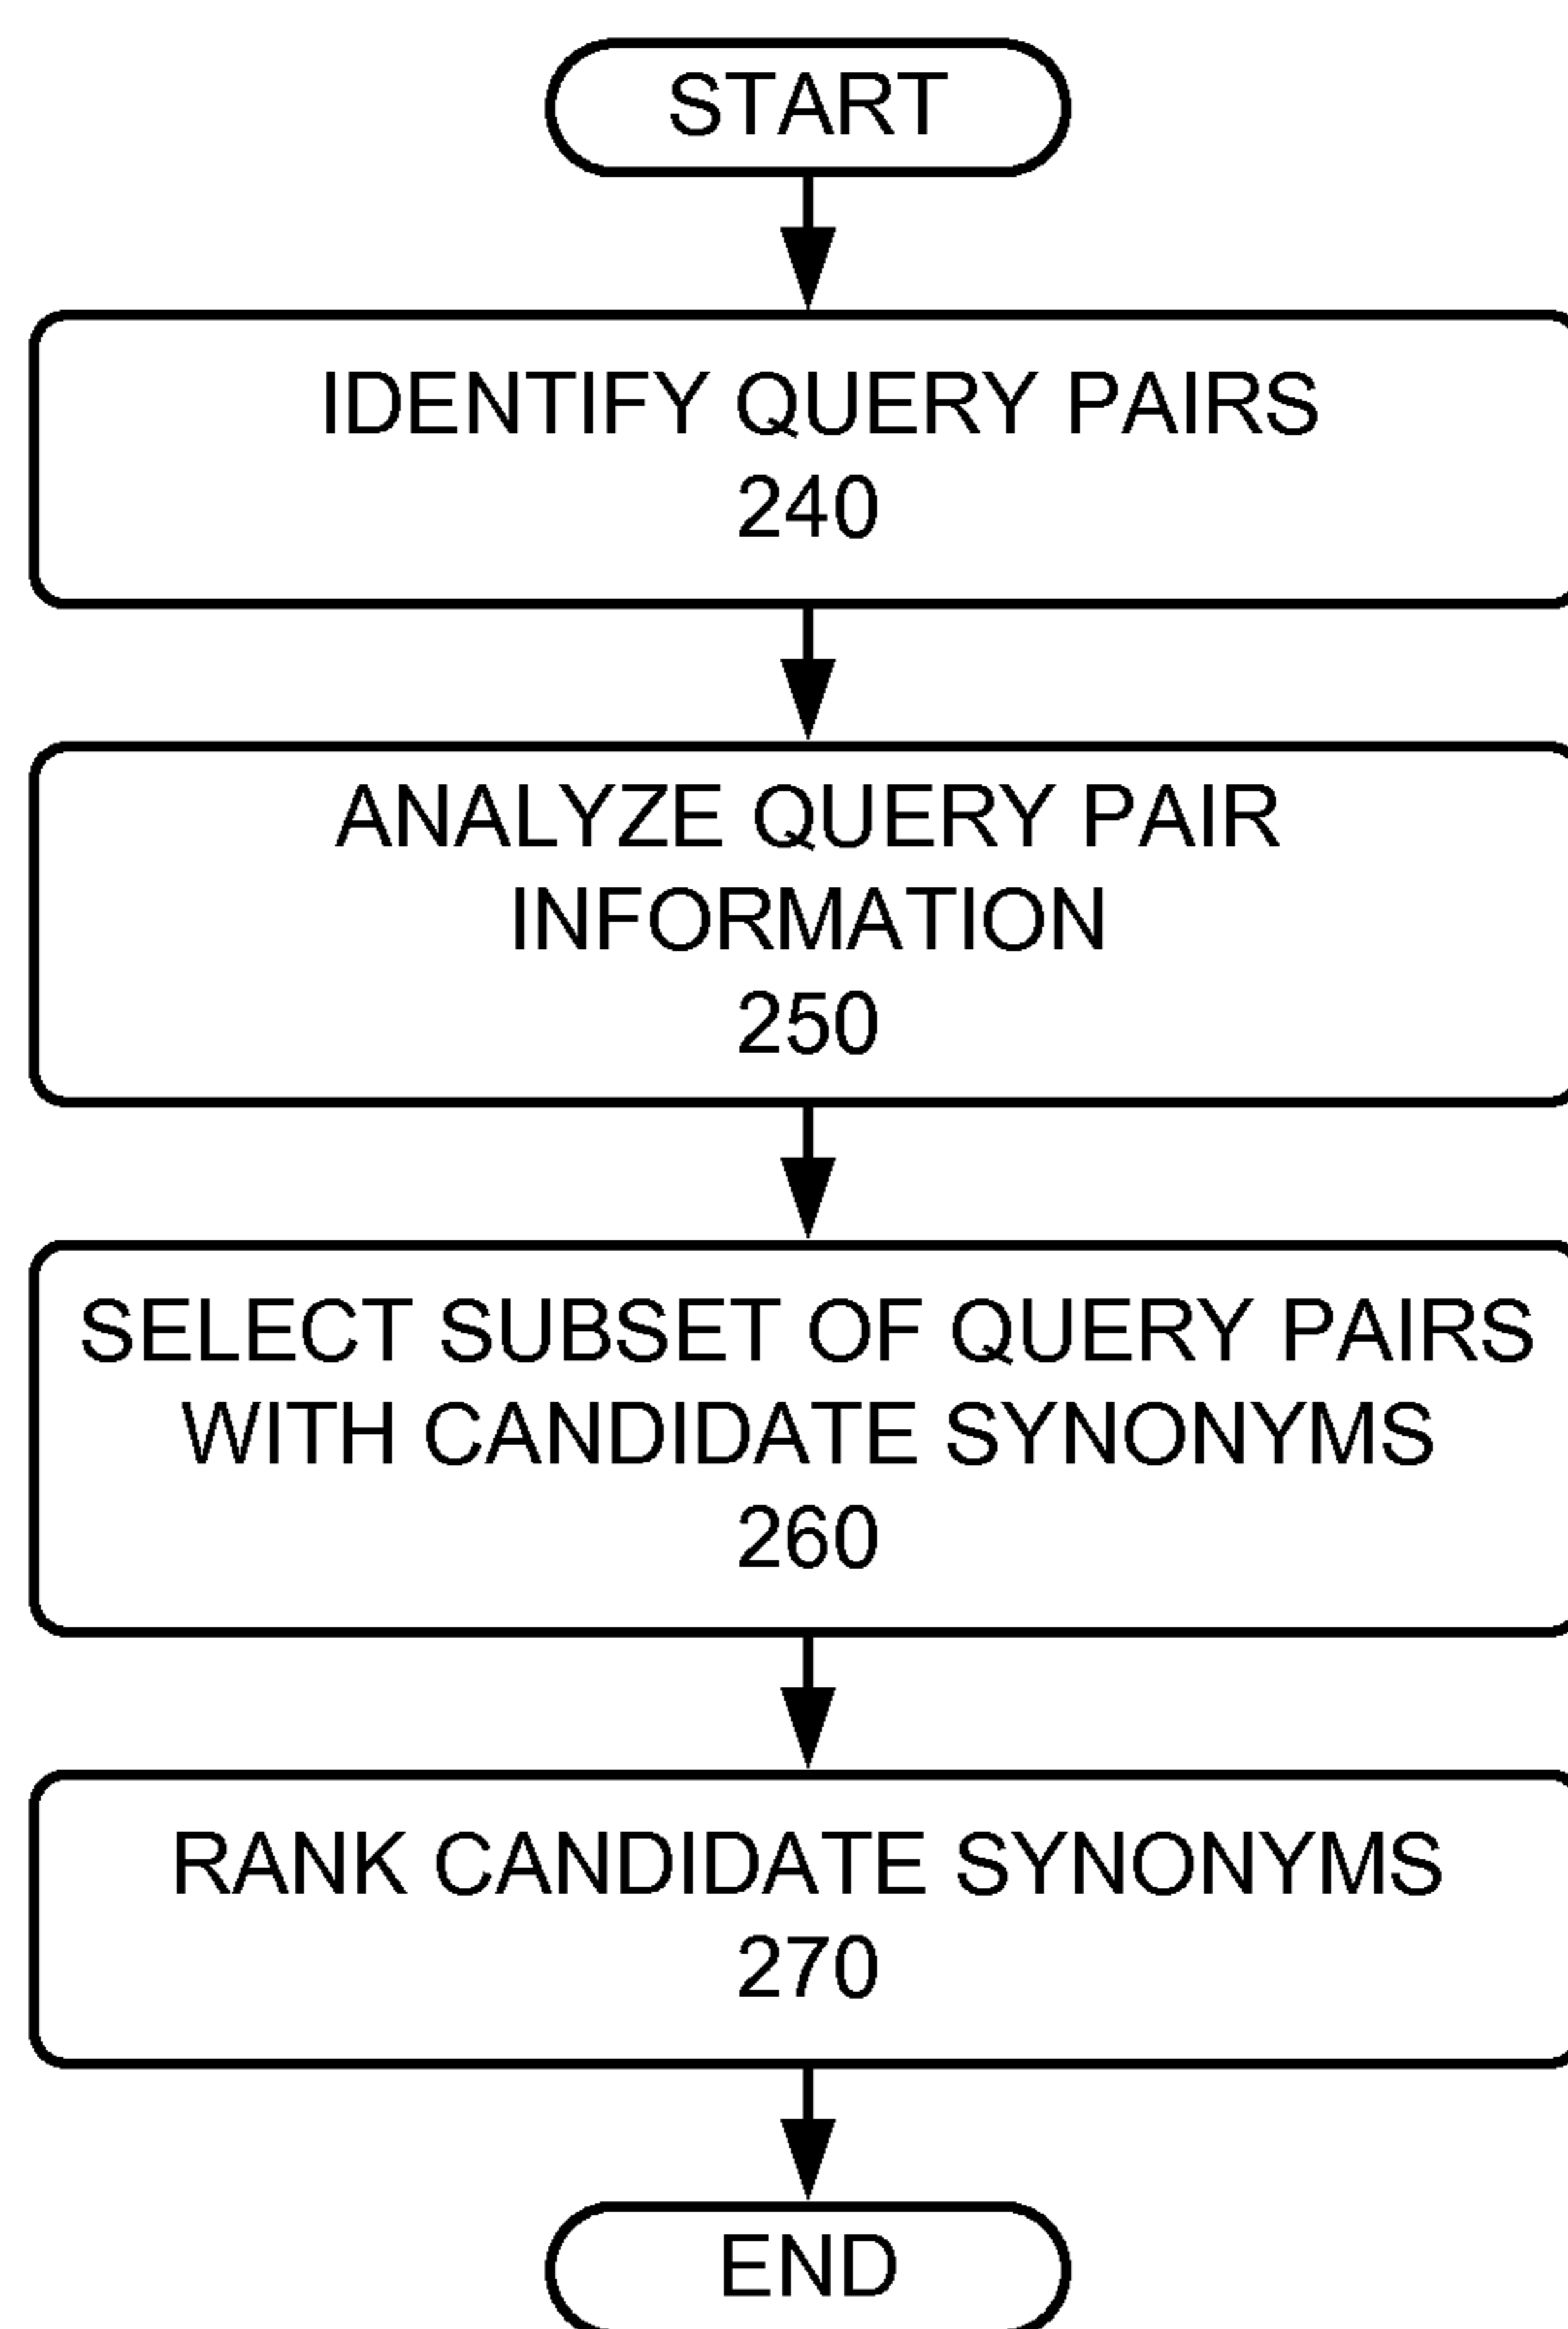 START
IDENTIFY QUERY PAIRS
240
ANALYZE QUERY PAIR
INFORMATION
250
SELECT SUBSET OF QUERY PAIRS
WITH CANDIDATE SYNONYMS
260
RANK CANDIDATE SYNONYMS
270
END